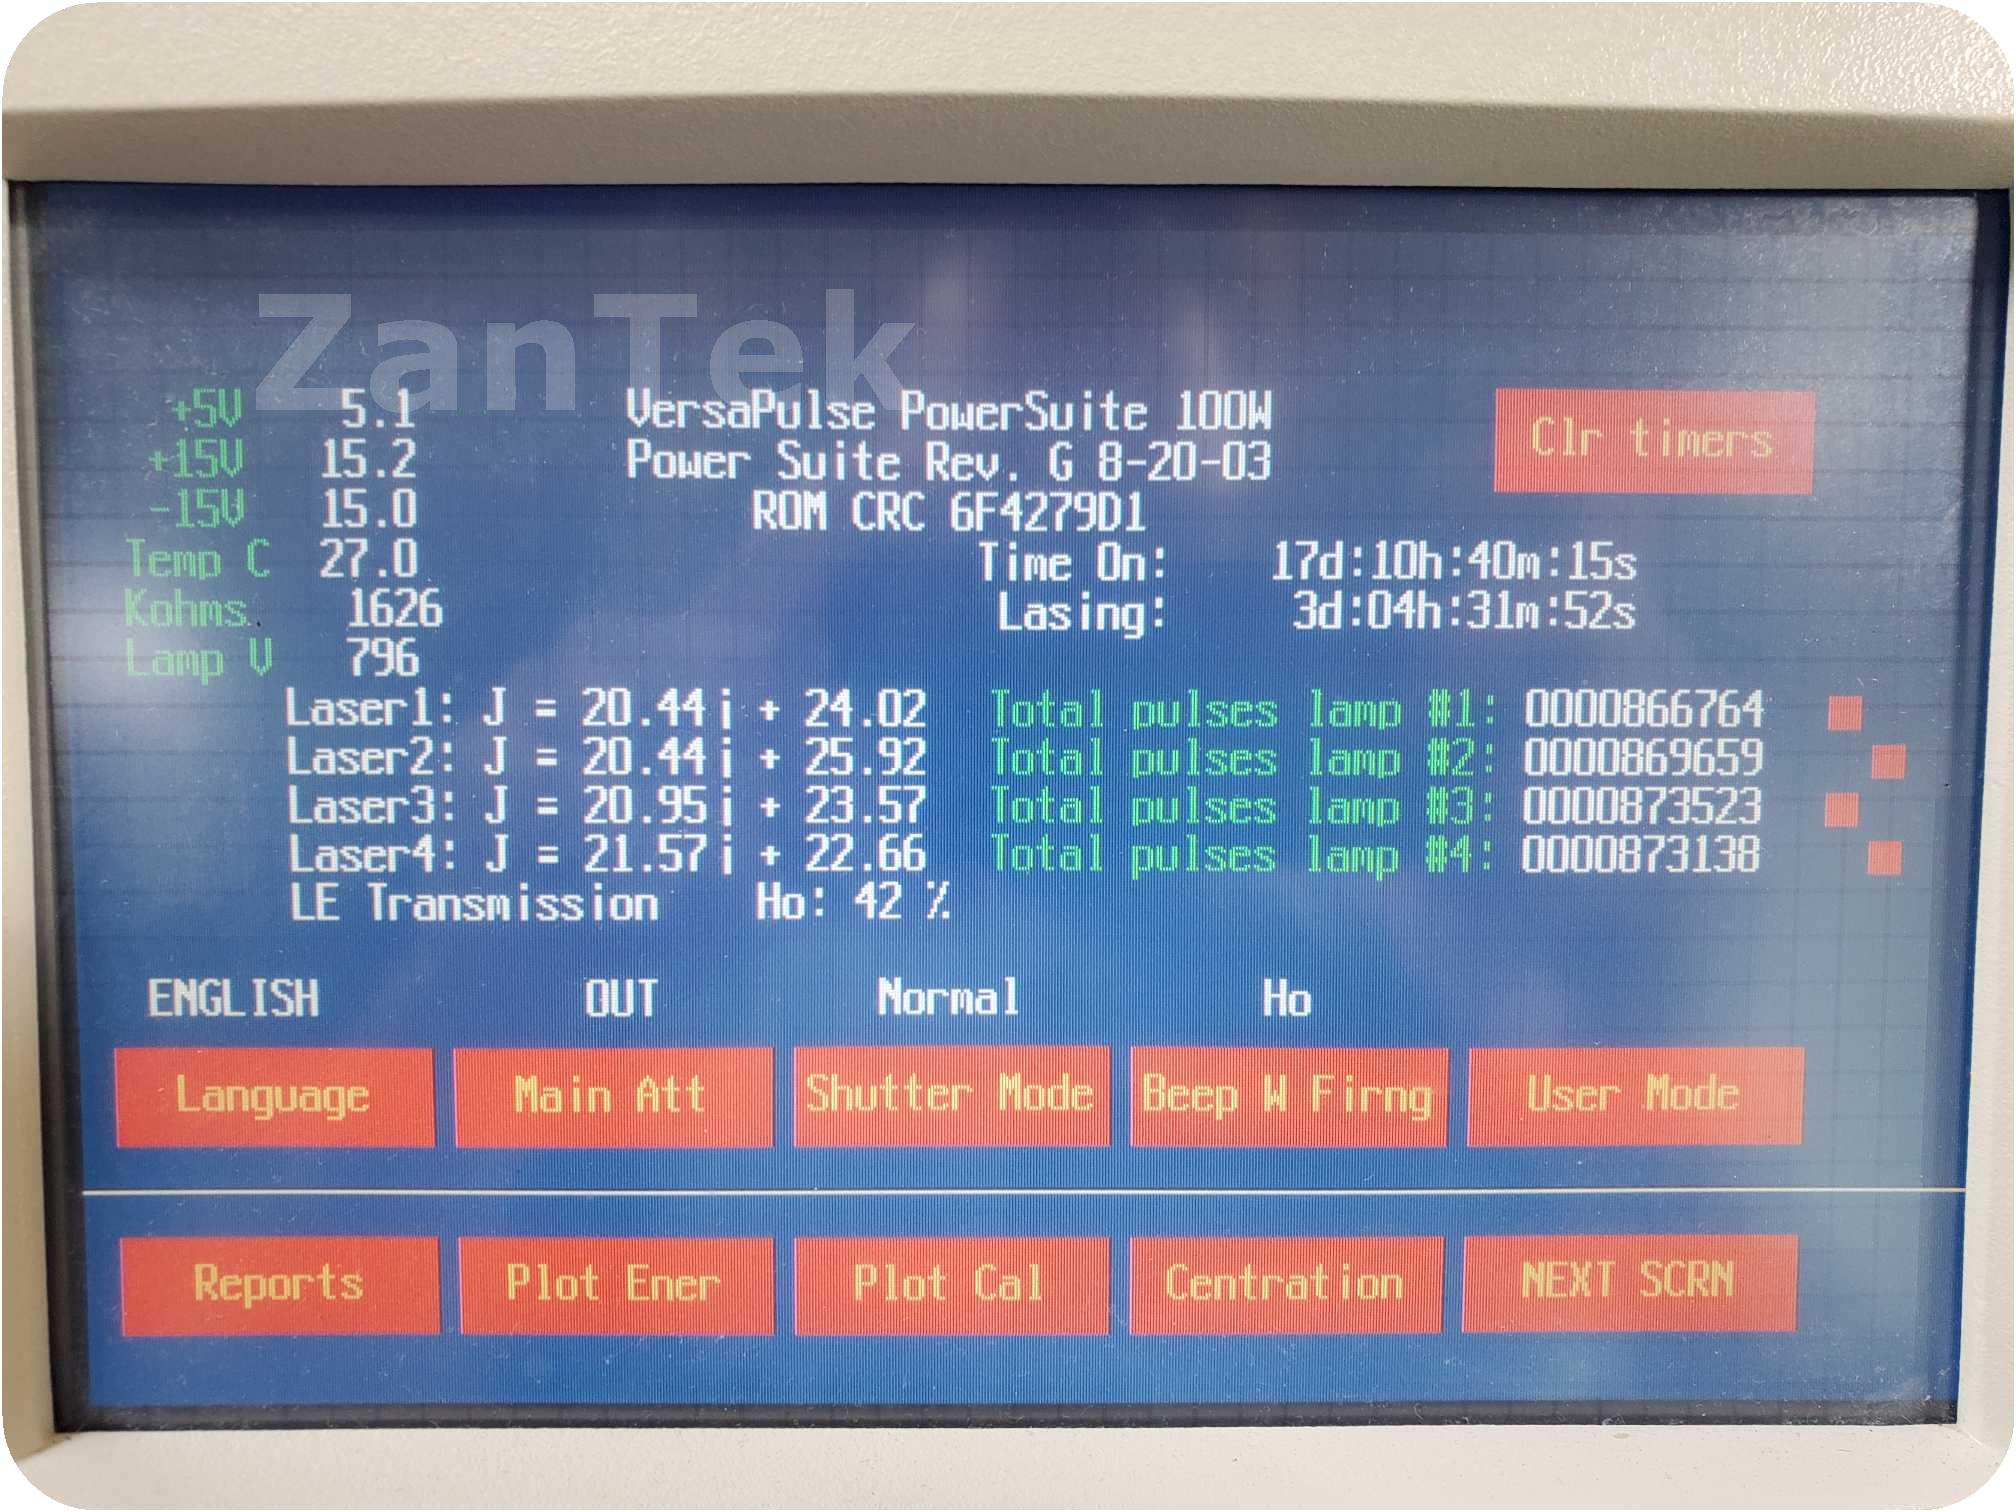 ZanTek
+5V 5.1 VersaPulse PowerSuite 100W Clr timers
+15V 15.2 Power Suite Rev. G 8-20-03
-15V 15.0 ROM CRC 6F4279D1
Temp C 27.0 Time On: 17d:10h:40m:15s
Kohms. 1626 Lasing: 3d:04h:31m:52s
Lamp V 796
Laser1: J = 20.44i + 24.02 Total pulses lamp #1: 0000866764
Laser2: J = 20.44i + 25.92 Total pulses lamp #2: 0000869659
Laser3: J = 20.95i + 23.57 Total pulses lamp #3: 0000873523
Laser4: J = 21.57i + 22.66 Total pulses lamp #4: 0000873138
LE Transmission Ho: 42 %
ENGLISH OUT Normal Ho
Language Main Att Shutter Mode Beep W Firng User Mode
Reports Plot Ener Plot Cal Centration NEXT SCRN